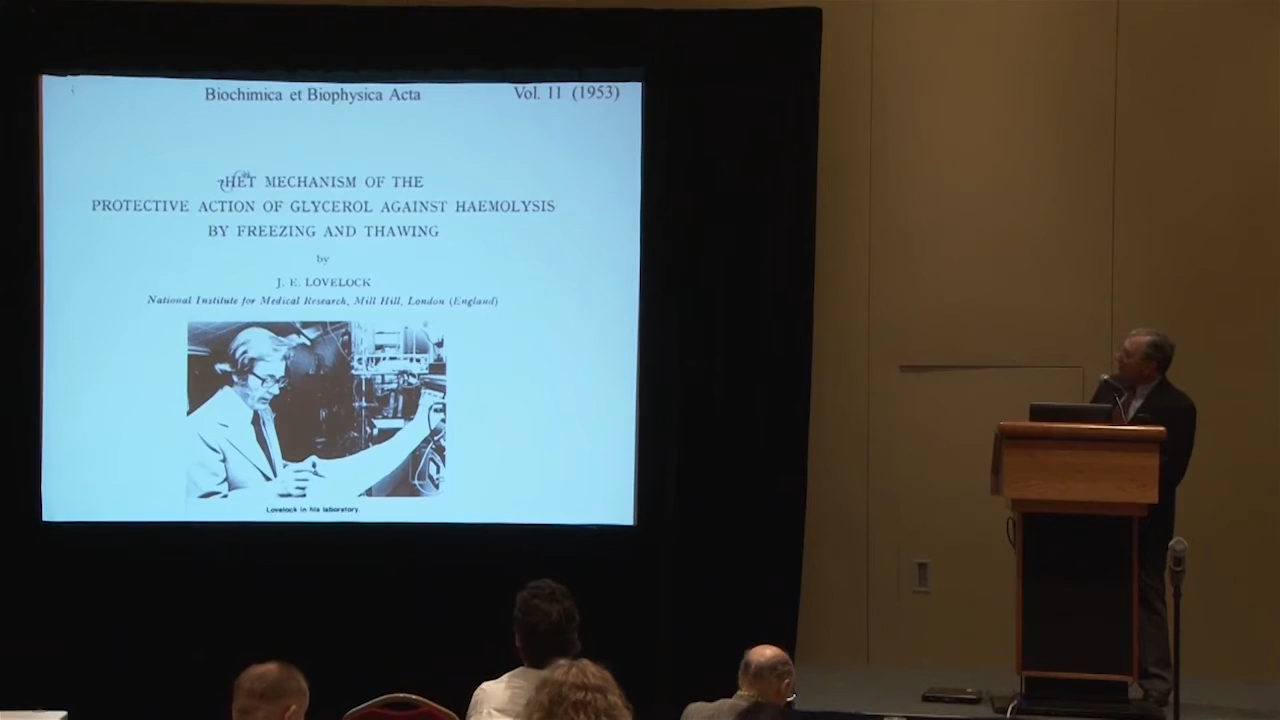 Biochimica et Biophysica Acta Vol. 11 (1953)
HET MECHANISM OF THE
PROTECTIVE ACTION OF GLYCEROL AGAINST HAEMOLYSIS
BY FREEZING AND THAWING
by
J. E. LOVELOCK
National Institute for Medical Research, Mill Hill, London (England)
Lovelock in his laboratory.